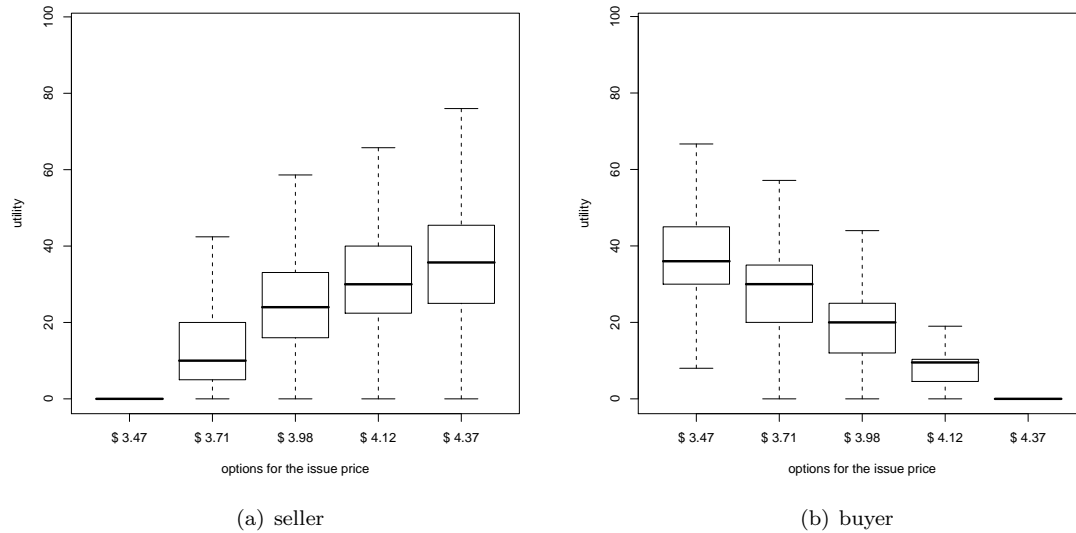 100
80
60
40
20
0
utility
$ 3.47 $ 3.71 $ 3.98 $ 4.12 $ 4.37
options for the issue price
(a) seller
100
80
60
40
20
0
utility
$ 3.47 $ 3.71 $ 3.98 $ 4.12 $ 4.37
options for the issue price
(b) buyer